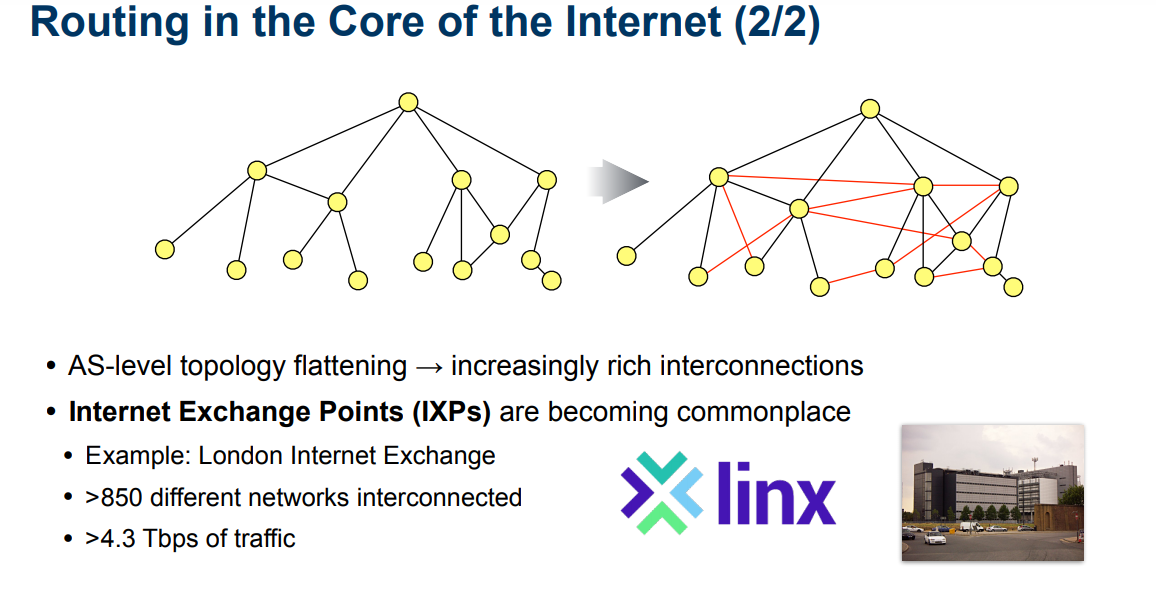 Routing in the Core of the Internet (2/2)
• AS-level topology flattening → increasingly rich interconnections
• Internet Exchange Points (IXPs) are becoming commonplace
• Example: London Internet Exchange
• >850 different networks interconnected
• >4.3 Tbps of traffic
linx